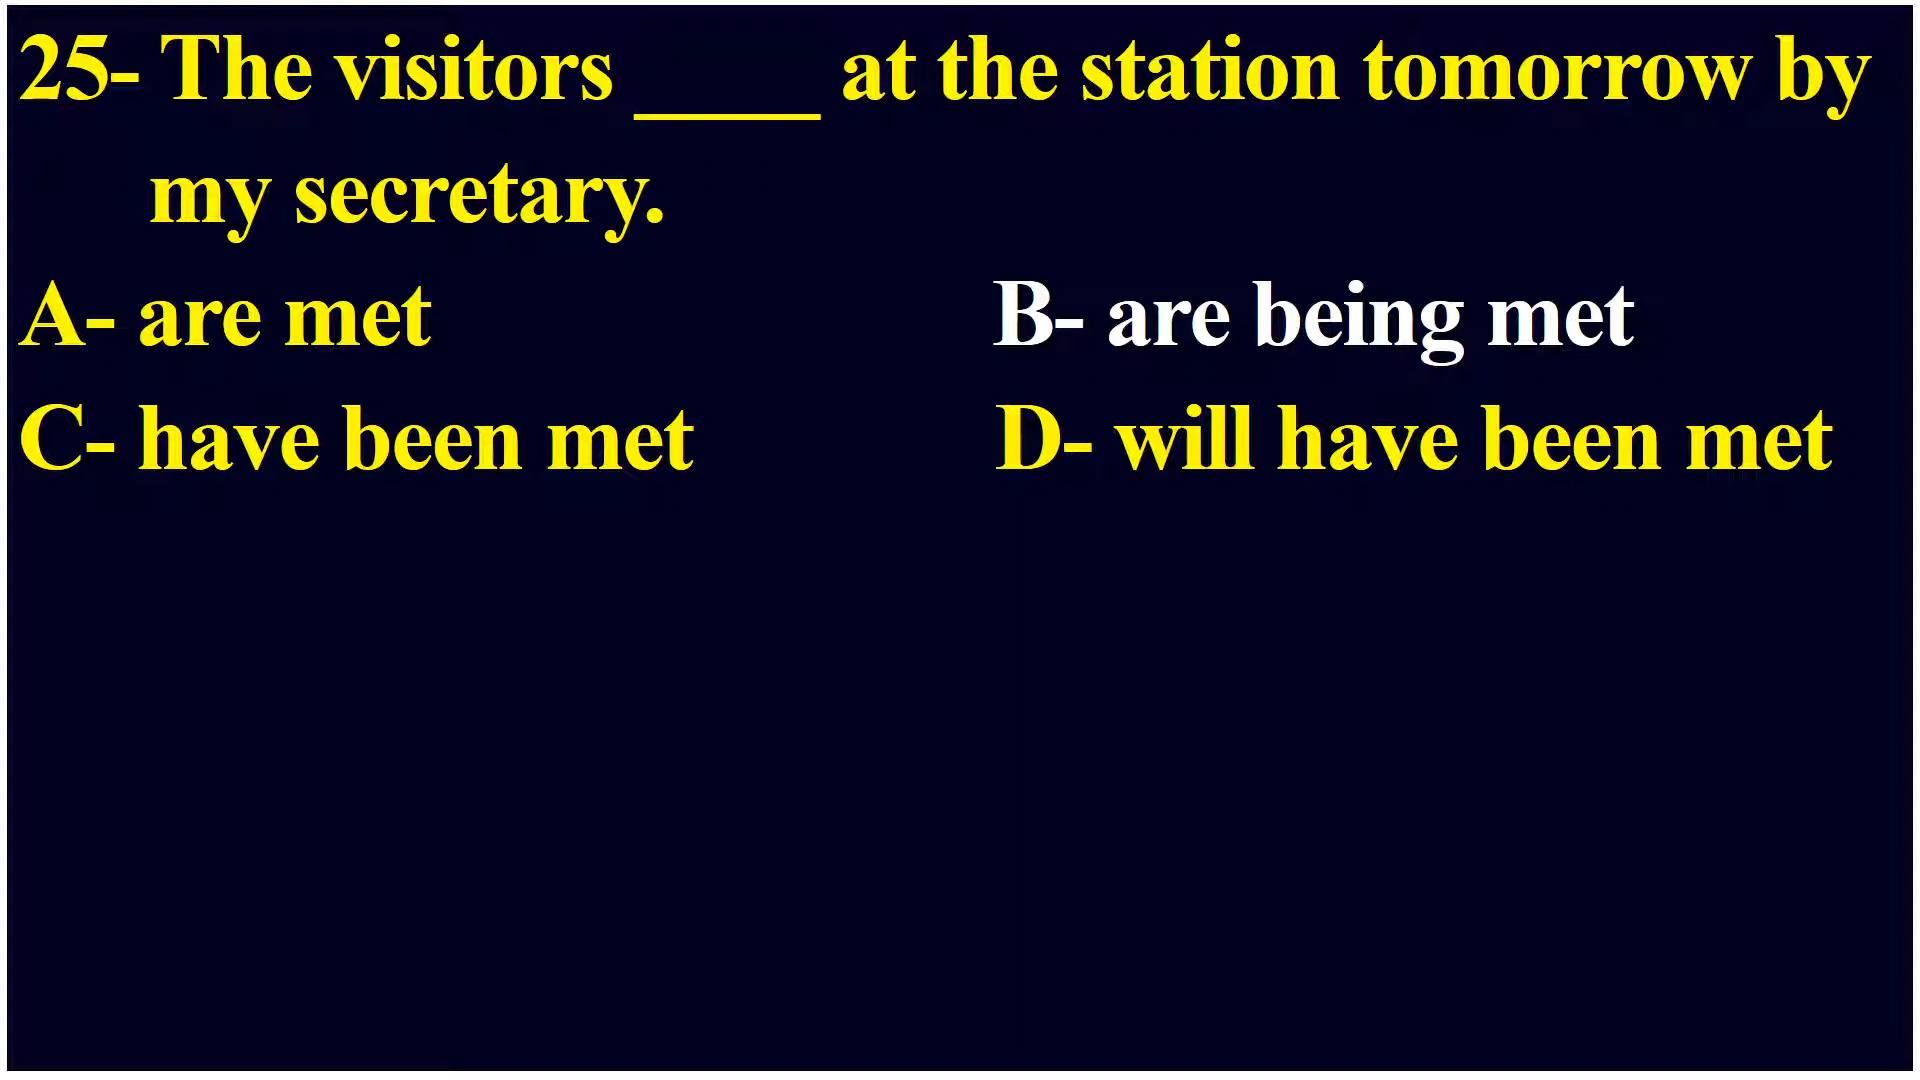 25- The visitors ____ at the station tomorrow by
my secretary.
A- are met B- are being met
C- have been met D- will have been met